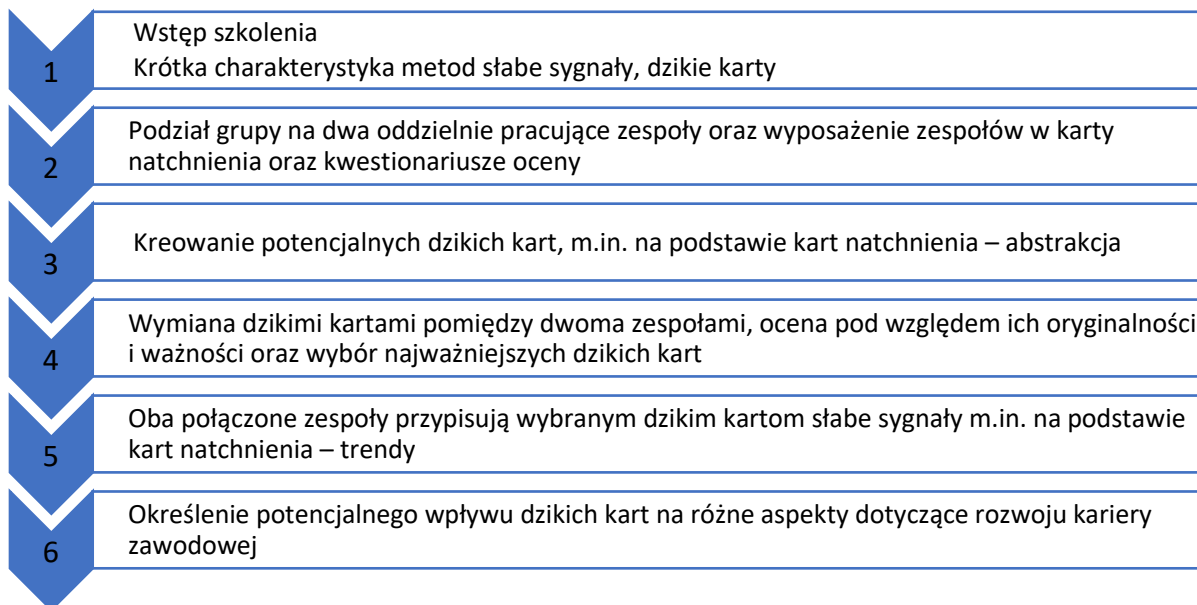 1
Wstęp szkolenia
Krótka charakterystyka metod słabe sygnały, dzikie karty
2
Podział grupy na dwa oddzielnie pracujące zespoły oraz wyposażenie zespołów w karty
natchnienia oraz kwestionariusze oceny
3
Kreowanie potencjalnych dzikich kart, m.in. na podstawie kart natchnienia – abstrakcja
4
Wymiana dzikimi kartami pomiędzy dwoma zespołami, ocena pod względem ich oryginalności
i ważności oraz wybór najważniejszych dzikich kart
5
Oba połączone zespoły przypisują wybranym dzikim kartom słabe sygnały m.in. na podstawie
kart natchnienia – trendy
6
Określenie potencjalnego wpływu dzikich kart na różne aspekty dotyczące rozwoju kariery
zawodowej